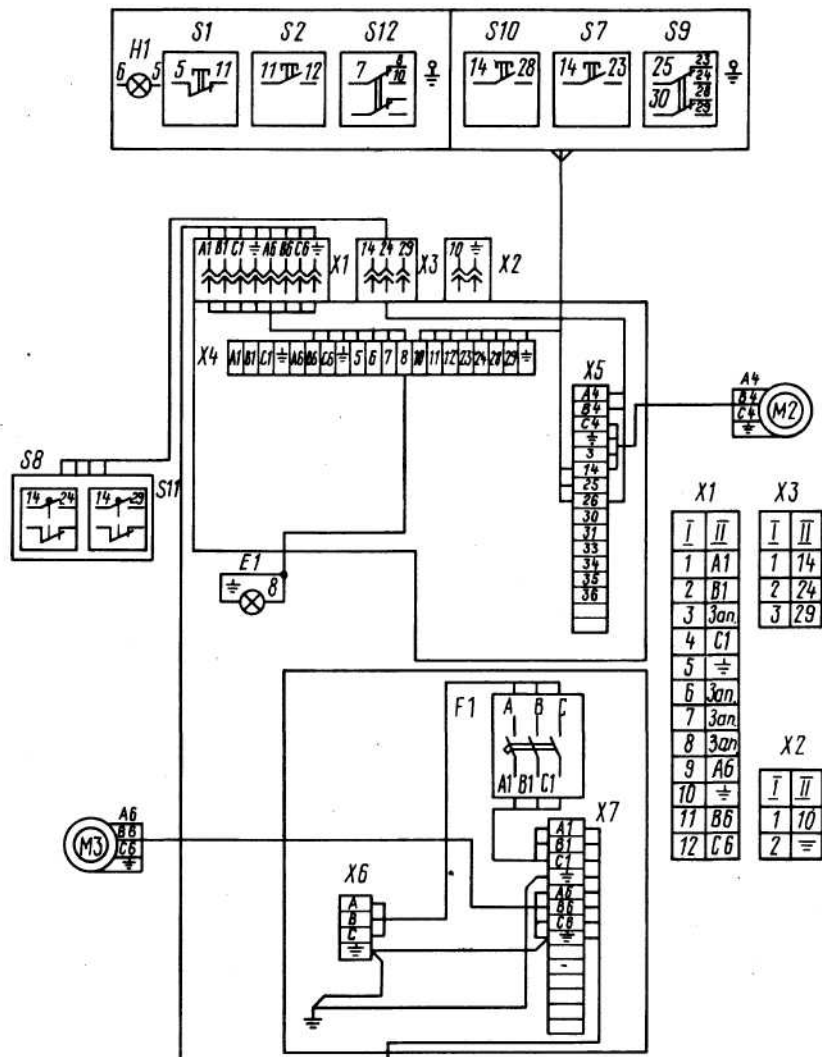 H1 S1 S2 S12 S10 S7 S9
6 5
5 11
11 12
7 8 10
14 28
14 23
25 23 24
30 28 29
A1 B1 C1 ⏚ A6 B6 C6 ⏚ X1
14 24 29 X3
10 ⏚ X2
X4 A1 B1 C1 ⏚ A6 B6 C6 ⏚ 5 6 7 8 10 11 12 23 24 28 29 ⏚
X5
A4
B4
C4
⏚
3
14
25
26
30
31
33
34
35
36
A4
B4
C4
⏚
M2
S8
14 24
14 29
S11
E1
⏚ 8
X1
I II
1 A1
2 B1
3 Зап.
4 C1
5 ⏚
6 Зап.
7 Зап.
8 Зап.
9 A6
10 ⏚
11 B6
12 C6
X3
I II
1 14
2 24
3 29
X2
I II
1 10
2 ⏚
F1
A B C
A1 B1 C1
X7
A1
B1
C1
⏚
A6
B6
C6
⏚
-
M3
A6
B6
C6
⏚
X6
A
B
C
⏚